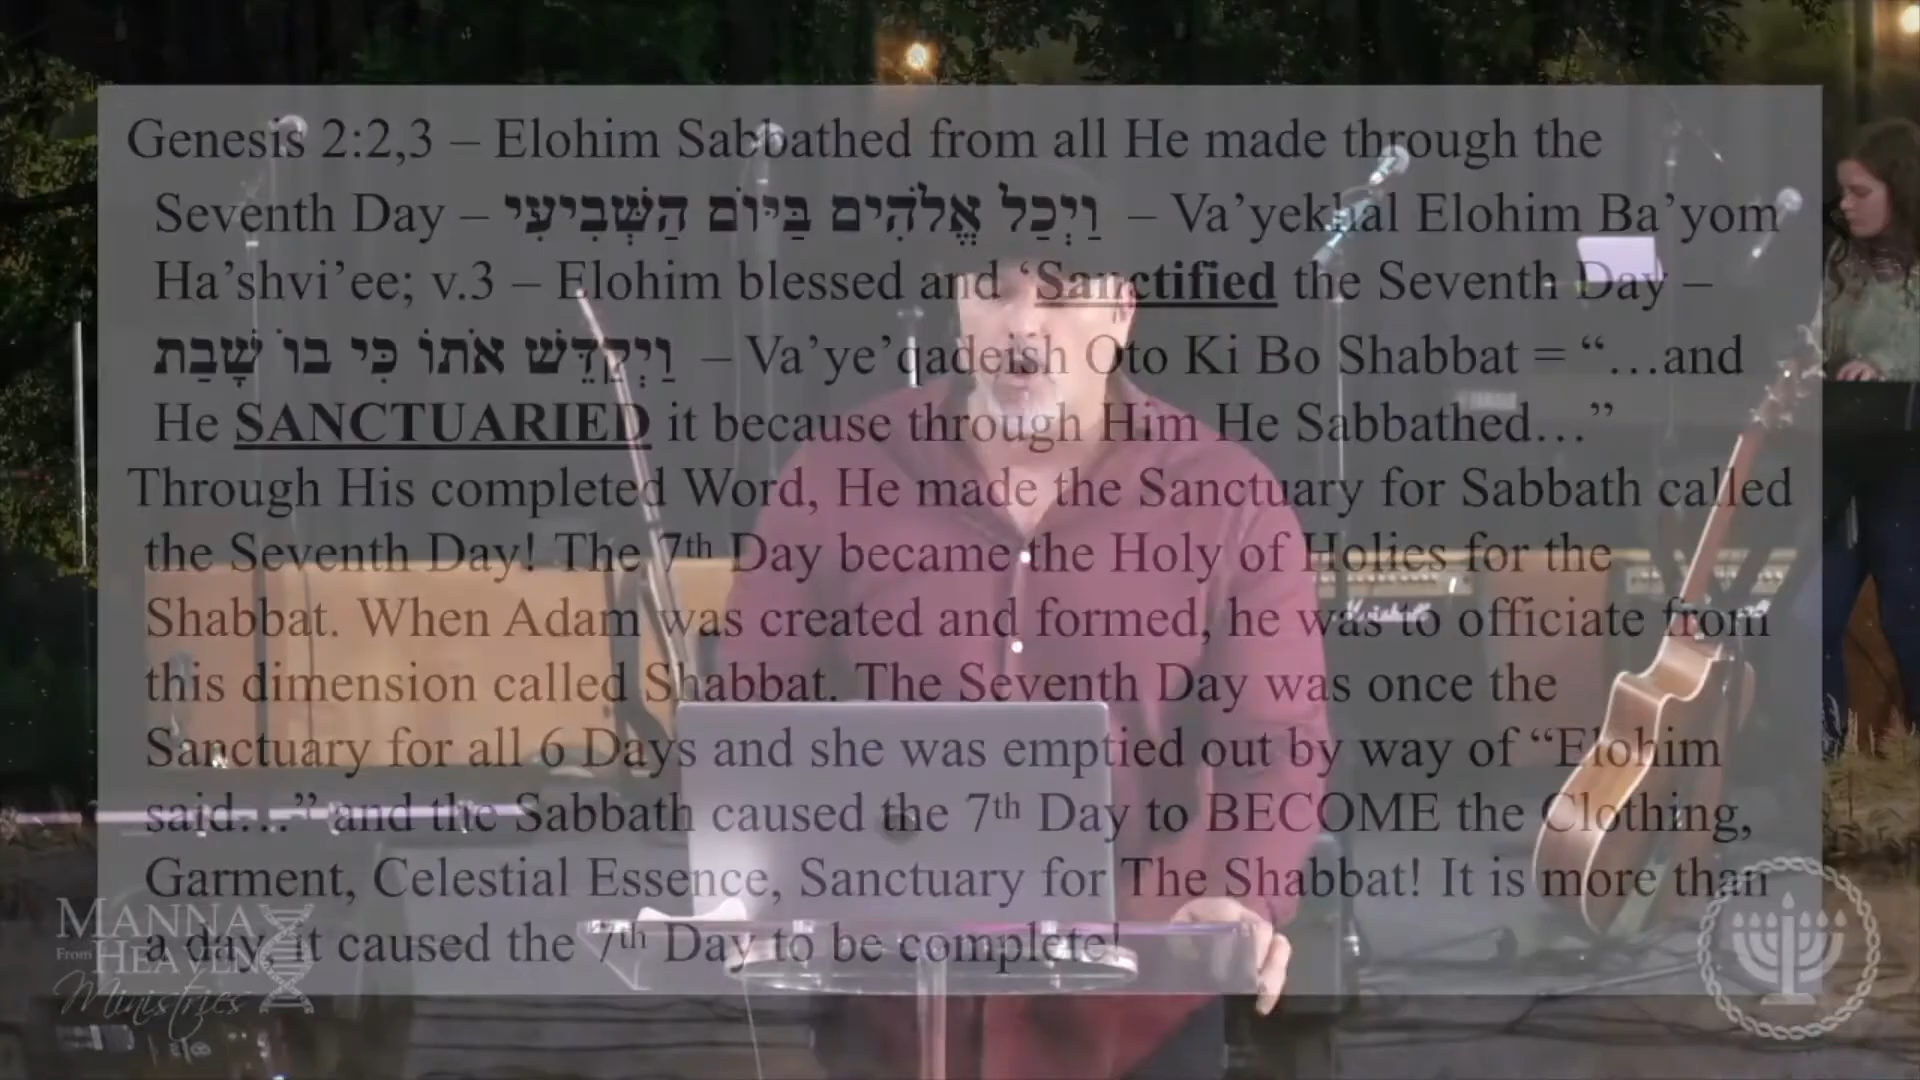 Genesis 2:2,3 – Elohim Sabbathed from all He made through the
Seventh Day – וַיְכַל אֱלֹהִים בַּיּוֹם הַשְּׁבִיעִי – Va’yekhal Elohim Ba’yom
Ha’shvi’ee; v.3 – Elohim blessed and ‘Sanctified the Seventh Day –
וַיְקַדֵּשׁ אֹתוֹ כִּי בוֹ שָׁבַת – Va’ye’qadeish Oto Ki Bo Shabbat = “…and
He SANCTUARIED it because through Him He Sabbathed…”
Through His completed Word, He made the Sanctuary for Sabbath called
the Seventh Day! The 7th Day became the Holy of Holies for the
Shabbat. When Adam was created and formed, he was to officiate from
this dimension called Shabbat. The Seventh Day was once the
Sanctuary for all 6 Days and she was emptied out by way of “Elohim
said…” and the Sabbath caused the 7th Day to BECOME the Clothing,
Garment, Celestial Essence, Sanctuary for The Shabbat! It is more than
a day, it caused the 7th Day to be complete!
MANNA
From HEAVEN
Ministries
Marshall